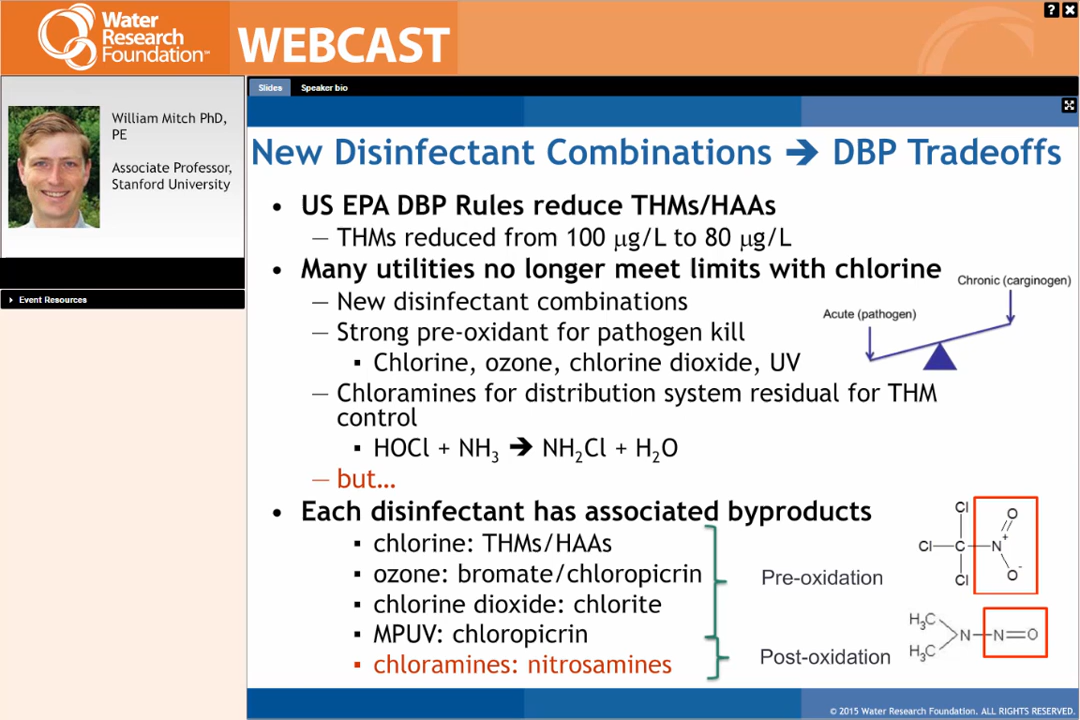 Water
Research
Foundation™
WEBCAST
? ×
William Mitch PhD,
PE
Associate Professor,
Stanford University
▸ Event Resources
Slides Speaker bio
New Disinfectant Combinations ➔ DBP Tradeoffs
• US EPA DBP Rules reduce THMs/HAAs
– THMs reduced from 100 µg/L to 80 µg/L
• Many utilities no longer meet limits with chlorine
– New disinfectant combinations
– Strong pre-oxidant for pathogen kill
▪ Chlorine, ozone, chlorine dioxide, UV
– Chloramines for distribution system residual for THM
control
▪ HOCl + NH₃ ➔ NH₂Cl + H₂O
– but…
Chronic (carginogen)
Acute (pathogen)
• Each disinfectant has associated byproducts
▪ chlorine: THMs/HAAs
▪ ozone: bromate/chloropicrin
▪ chlorine dioxide: chlorite
▪ MPUV: chloropicrin
▪ chloramines: nitrosamines
Pre-oxidation
Post-oxidation
Cl O
Cl C N⁺
Cl O⁻
H₃C
N N O
H₃C
© 2015 Water Research Foundation. ALL RIGHTS RESERVED.